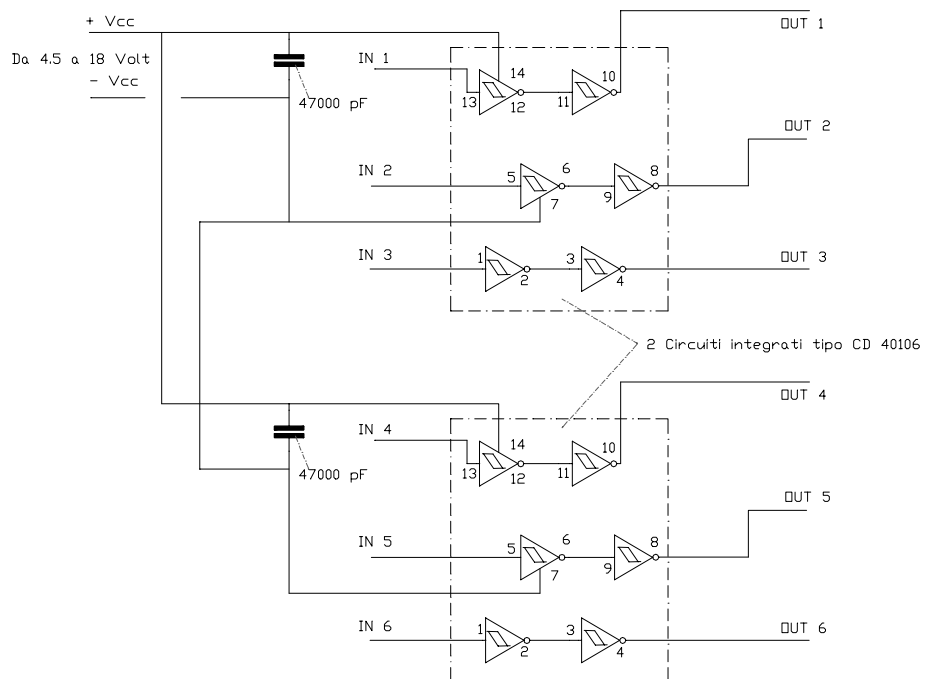 + Vcc
Da 4.5 a 18 Volt
- Vcc
47000 pF
IN 1
13
14
12
11
10
OUT 1
IN 2
5
6
7
9
8
OUT 2
IN 3
1
2
3
4
OUT 3
2 Circuiti integrati tipo CD 40106
47000 pF
IN 4
13
14
12
11
10
OUT 4
IN 5
5
6
7
9
8
OUT 5
IN 6
1
2
3
4
OUT 6